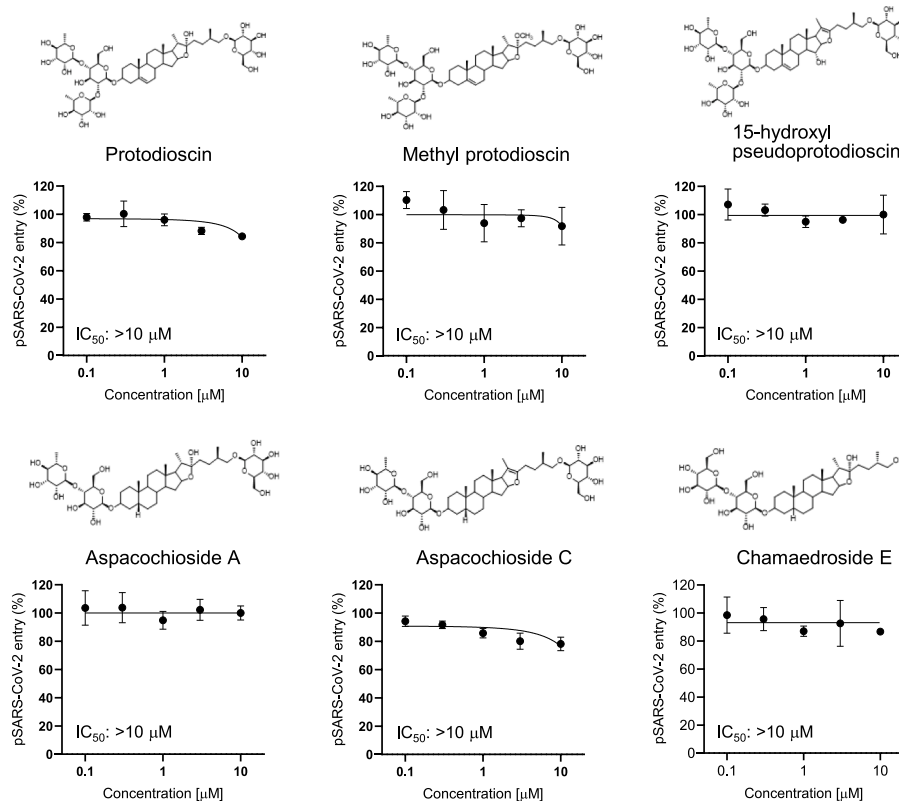 Protodioscin
Methyl protodioscin
15-hydroxyl
pseudoprotodioscin
pSARS-CoV-2 entry (%)
120
100
80
60
40
20
0
IC50: >10 μM
0.1
1
10
Concentration [μM]
pSARS-CoV-2 entry (%)
120
100
80
60
40
20
0
IC50: >10 μM
0.1
1
10
Concentration [μM]
pSARS-CoV-2 entry (%)
120
100
80
60
40
20
0
IC50: >10 μM
0.1
1
10
Concentration [μM]
Aspacochioside A
Aspacochioside C
Chamaedroside E
pSARS-CoV-2 entry (%)
120
100
80
60
40
20
0
IC50: >10 μM
0.1
1
10
Concentration [μM]
pSARS-CoV-2 entry (%)
120
100
80
60
40
20
0
IC50: >10 μM
0.1
1
10
Concentration [μM]
pSARS-CoV-2 entry (%)
120
100
80
60
40
20
0
IC50: >10 μM
0.1
1
10
Concentration [μM]